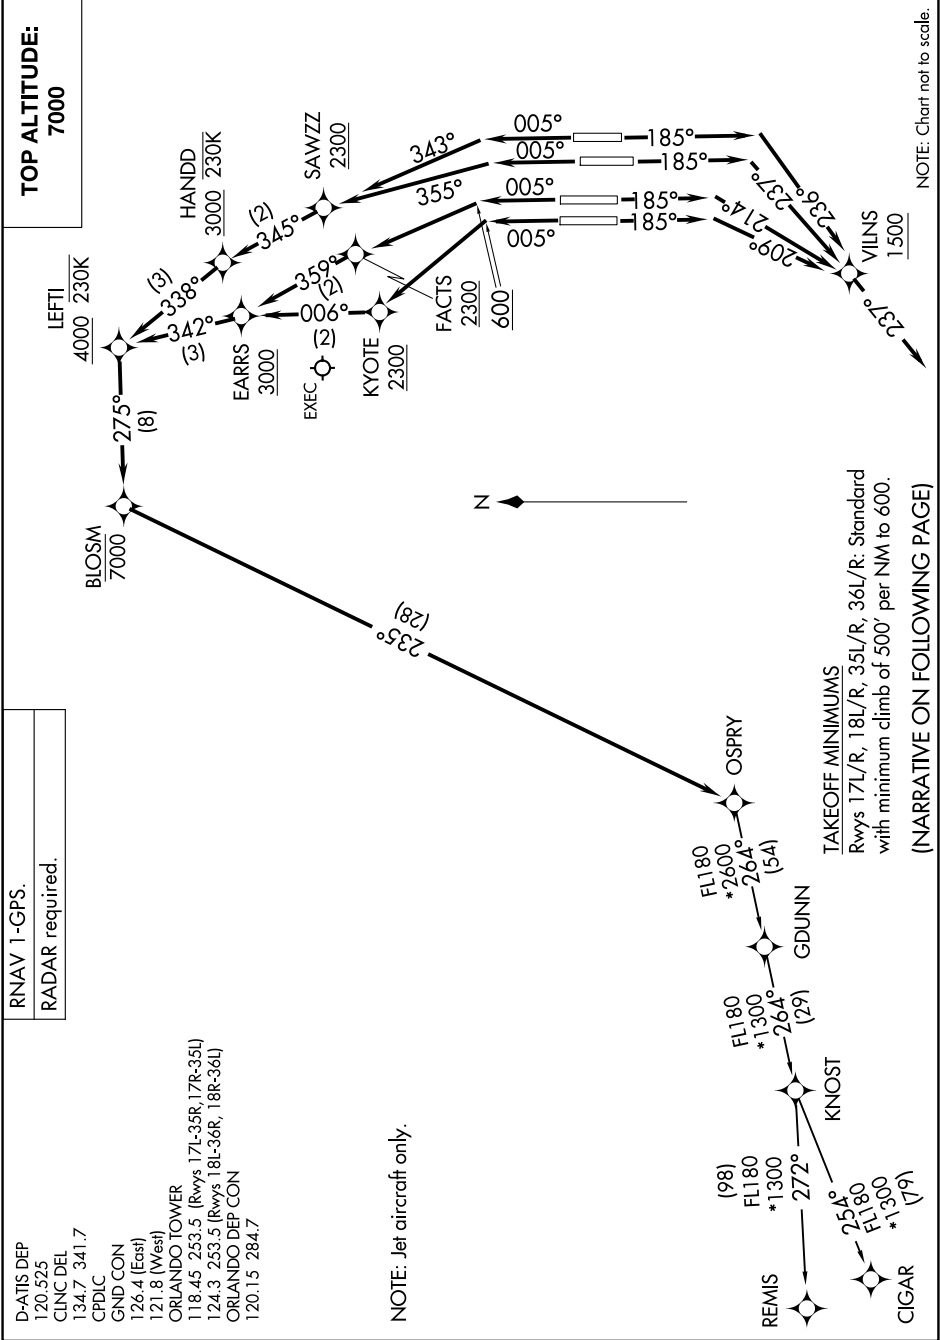 TOP ALTITUDE:
7000
RNAV 1-GPS.
RADAR required.
D-ATIS DEP
120.525
CLNC DEL
134.7 341.7
CPDLC
GND CON
126.4 (East)
121.8 (West)
ORLANDO TOWER
118.45 253.5 (Rwys 17L-35R,17R-35L)
124.3 253.5 (Rwys 18L-36R, 18R-36L)
ORLANDO DEP CON
120.15 284.7
NOTE: Jet aircraft only.
LEFTI
4000 230K
HANDD
3000 230K
SAWZZ
2300
(3)
338°
(2)
345°
343°
355°
005°
005°
005°
005°
185°
185°
185°
185°
342°
(3)
359°
(2)
006°
(2)
EARRS
3000
EXEC
KYOTE
2300
FACTS
2300
600
236°
237°
214°
209°
VILNS
1500
237°
275°
(8)
BLOSM
7000
N
235°
(28)
OSPRY
FL180
*2600
264°
(54)
GDUNN
FL180
*1300
264°
(29)
KNOST
(98)
FL180
*1300
272°
REMIS
254°
FL180
*1300
(79)
CIGAR
TAKEOFF MINIMUMS
Rwys 17L/R, 18L/R, 35L/R, 36L/R: Standard
with minimum climb of 500' per NM to 600.
(NARRATIVE ON FOLLOWING PAGE)
NOTE: Chart not to scale.